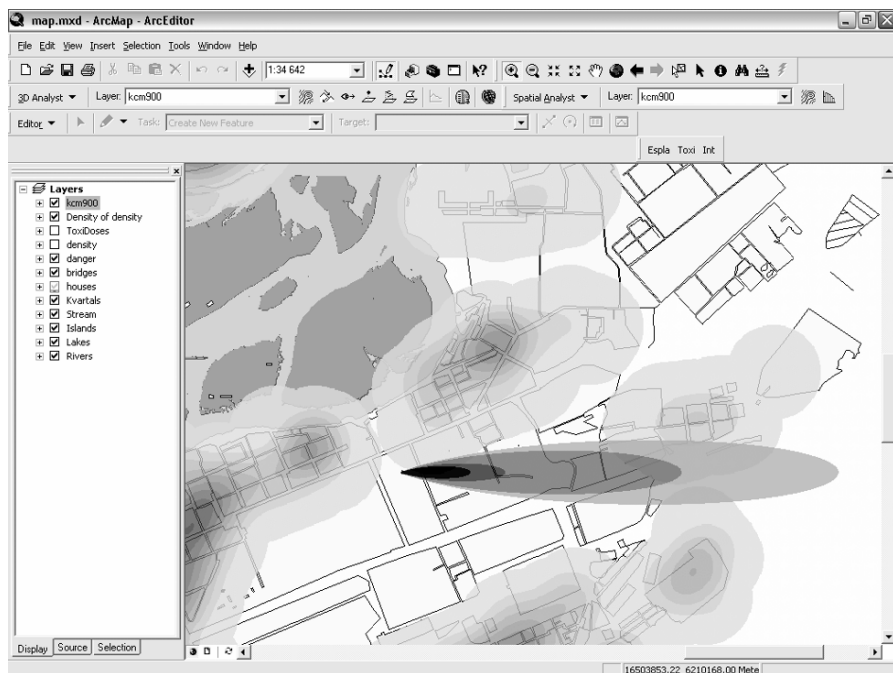 map.mxd - ArcMap - ArcEditor
File Edit View Insert Selection Tools Window Help
1:34 642
3D Analyst Layer: kcm900 Spatial Analyst Layer: kcm900
Editor Task: Create New Feature Target:
Espla Toxi Int
Layers
kcm900
Density of density
ToxiDoses
density
danger
bridges
houses
Kvartals
Stream
Islands
Lakes
Rivers
Display Source Selection
16503853,22 6210168,00 Mete